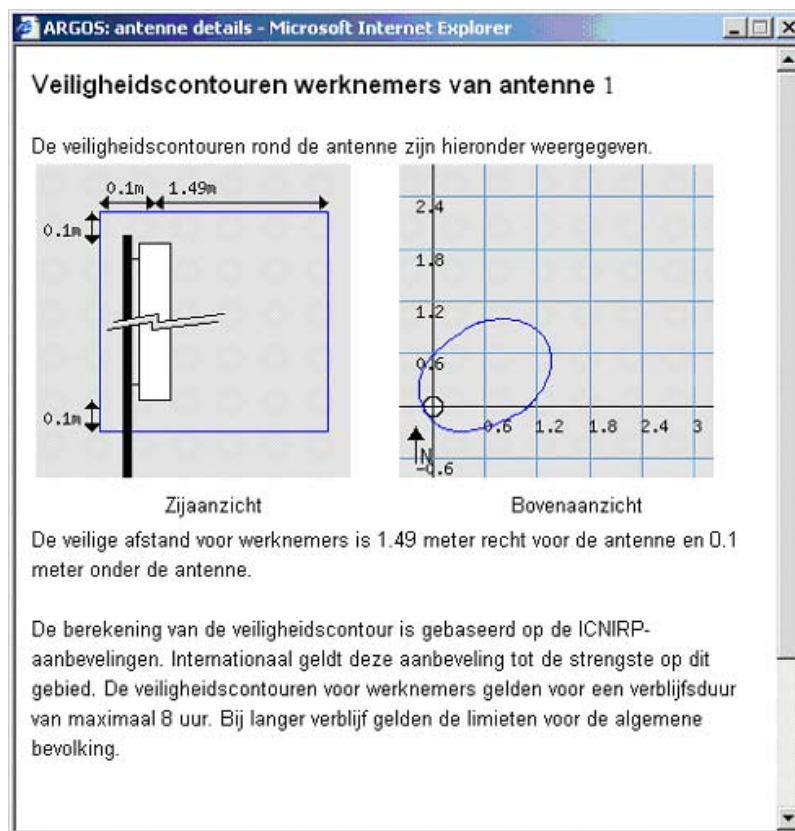 ARGOS: antenne details - Microsoft Internet Explorer
Veiligheidscontouren werknemers van antenne 1
De veiligheidscontouren rond de antenne zijn hieronder weergegeven.
0.1m 1.49m
0.1m
0.1m
2.4
1.8
1.2
0.6
0.6 1.2 1.8 2.4 3
N
-0.6
Zijaanzicht
Bovenaanzicht
De veilige afstand voor werknemers is 1.49 meter recht voor de antenne en 0.1
meter onder de antenne.
De berekening van de veiligheidscontour is gebaseerd op de ICNIRP-
aanbevelingen. Internationaal geldt deze aanbeveling tot de strengste op dit
gebied. De veiligheidscontouren voor werknemers gelden voor een verblijfsduur
van maximaal 8 uur. Bij langer verblijf gelden de limieten voor de algemene
bevolking.